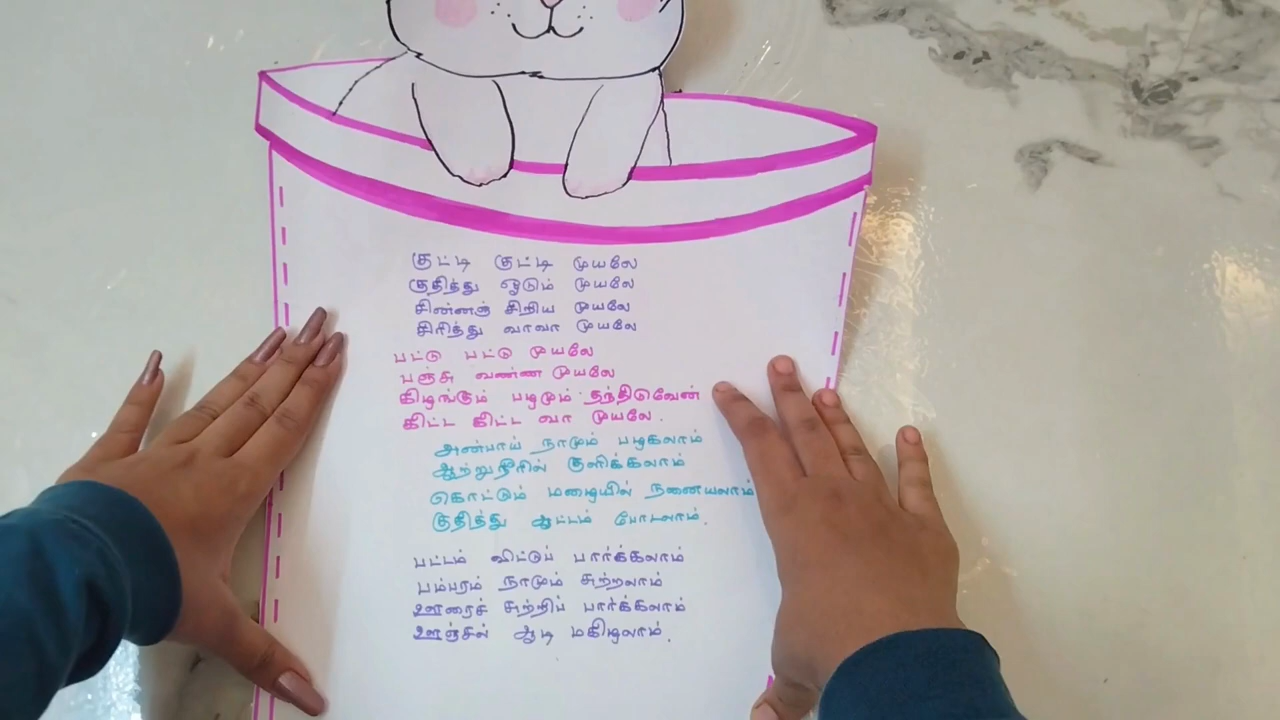 குட்டி குட்டி முயலே
குதித்து ஓடும் முயலே
சின்னஞ் சிறிய முயலே
சிரித்து வாவா முயலே
பட்டு பட்டு முயலே
பஞ்சு வண்ண முயலே
கிழங்கும் பழமும் தந்திடுவேன்
கிட்ட கிட்ட வா முயலே.
அன்பாய் நாமும் பழகலாம்
ஆற்றுநீரில் குளிக்கலாம்
கொட்டும் மழையில் நனையலாம்
குதித்து ஆட்டம் போடலாம்.
பட்டம் விட்டுப் பார்க்கலாம்
பம்பரம் நாமும் சுற்றலாம்
ஊரைச் சுற்றிப் பார்க்கலாம்
ஊஞ்சல் ஆடி மகிழலாம்.